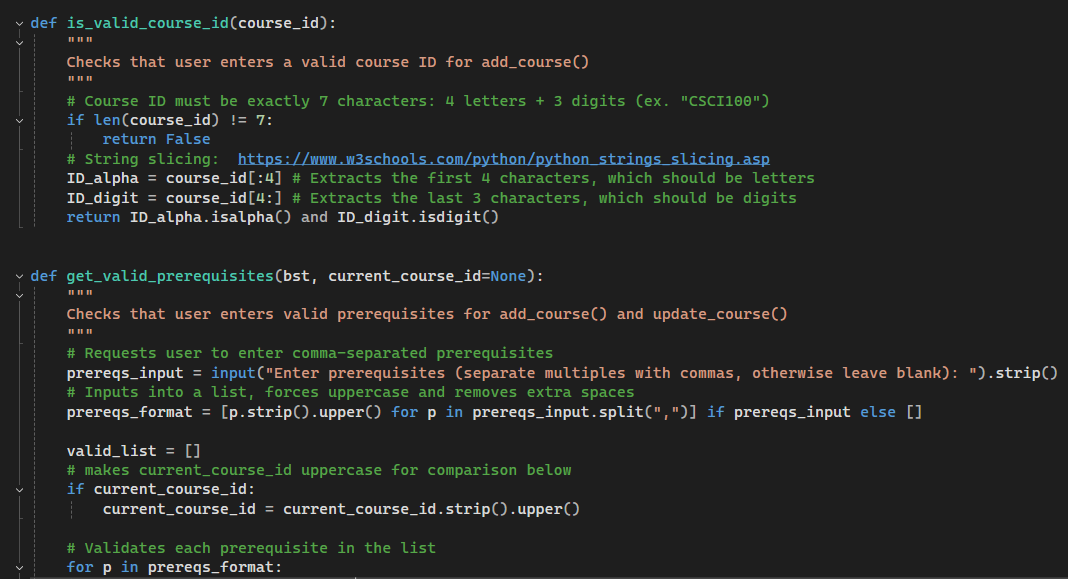 def is_valid_course_id(course_id):
    """
    Checks that user enters a valid course ID for add_course()
    """
    # Course ID must be exactly 7 characters: 4 letters + 3 digits (ex. "CSCI100")
    if len(course_id) != 7:
        return False
    # String slicing:  https://www.w3schools.com/python/python_strings_slicing.asp
    ID_alpha = course_id[:4] # Extracts the first 4 characters, which should be letters
    ID_digit = course_id[4:] # Extracts the last 3 characters, which should be digits
    return ID_alpha.isalpha() and ID_digit.isdigit()

def get_valid_prerequisites(bst, current_course_id=None):
    """
    Checks that user enters valid prerequisites for add_course() and update_course()
    """
    # Requests user to enter comma-separated prerequisites
    prereqs_input = input("Enter prerequisites (separate multiples with commas, otherwise leave blank): ").strip()
    # Inputs into a list, forces uppercase and removes extra spaces
    prereqs_format = [p.strip().upper() for p in prereqs_input.split(",")] if prereqs_input else []

    valid_list = []
    # makes current_course_id uppercase for comparison below
    if current_course_id:
        current_course_id = current_course_id.strip().upper()

    # Validates each prerequisite in the list
    for p in prereqs_format: